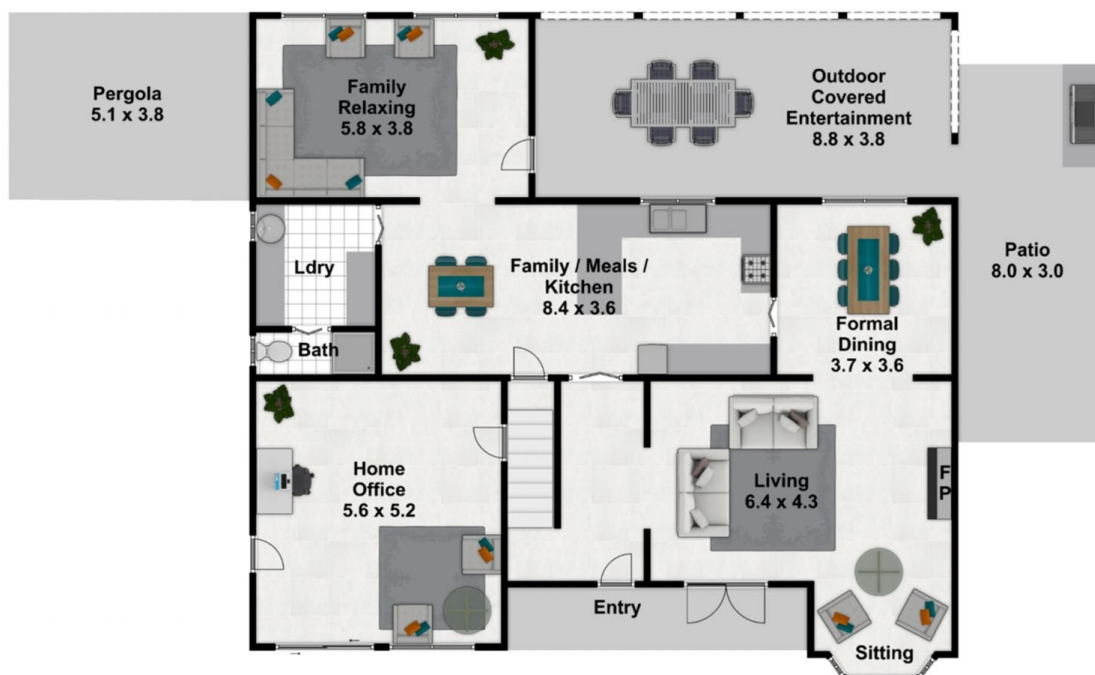 Pergola
5.1 x 3.8
Family
Relaxing
5.8 x 3.8
Outdoor
Covered
Entertainment
8.8 x 3.8
Ldry
Family / Meals /
Kitchen
8.4 x 3.6
Patio
8.0 x 3.0
Bath
Formal
Dining
3.7 x 3.6
Home
Office
5.6 x 5.2
Living
6.4 x 4.3
F
P
Entry
Sitting